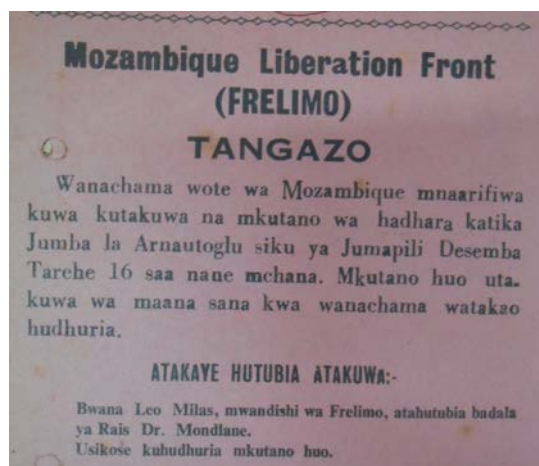 Mozambique Liberation Front
(FRELIMO)
TANGAZO
Wanachama wote wa Mozambique mnaarifiwa
kuwa kutakuwa na mkutano wa hadhara katika
Jumba la Arnautoglu siku ya Jumapili Desemba
Tarehe 16 saa nane mchana. Mkutano huo uta-
kuwa wa maana sana kwa wanachama watakao
hudhuria.
ATAKAYE HUTUBIA ATAKUWA:-
Bwana Leo Milas, mwandishi wa Frelimo, atahutubia badala
ya Rais Dr. Mondlane.
Usikose kuhudhuria mkutano huo.